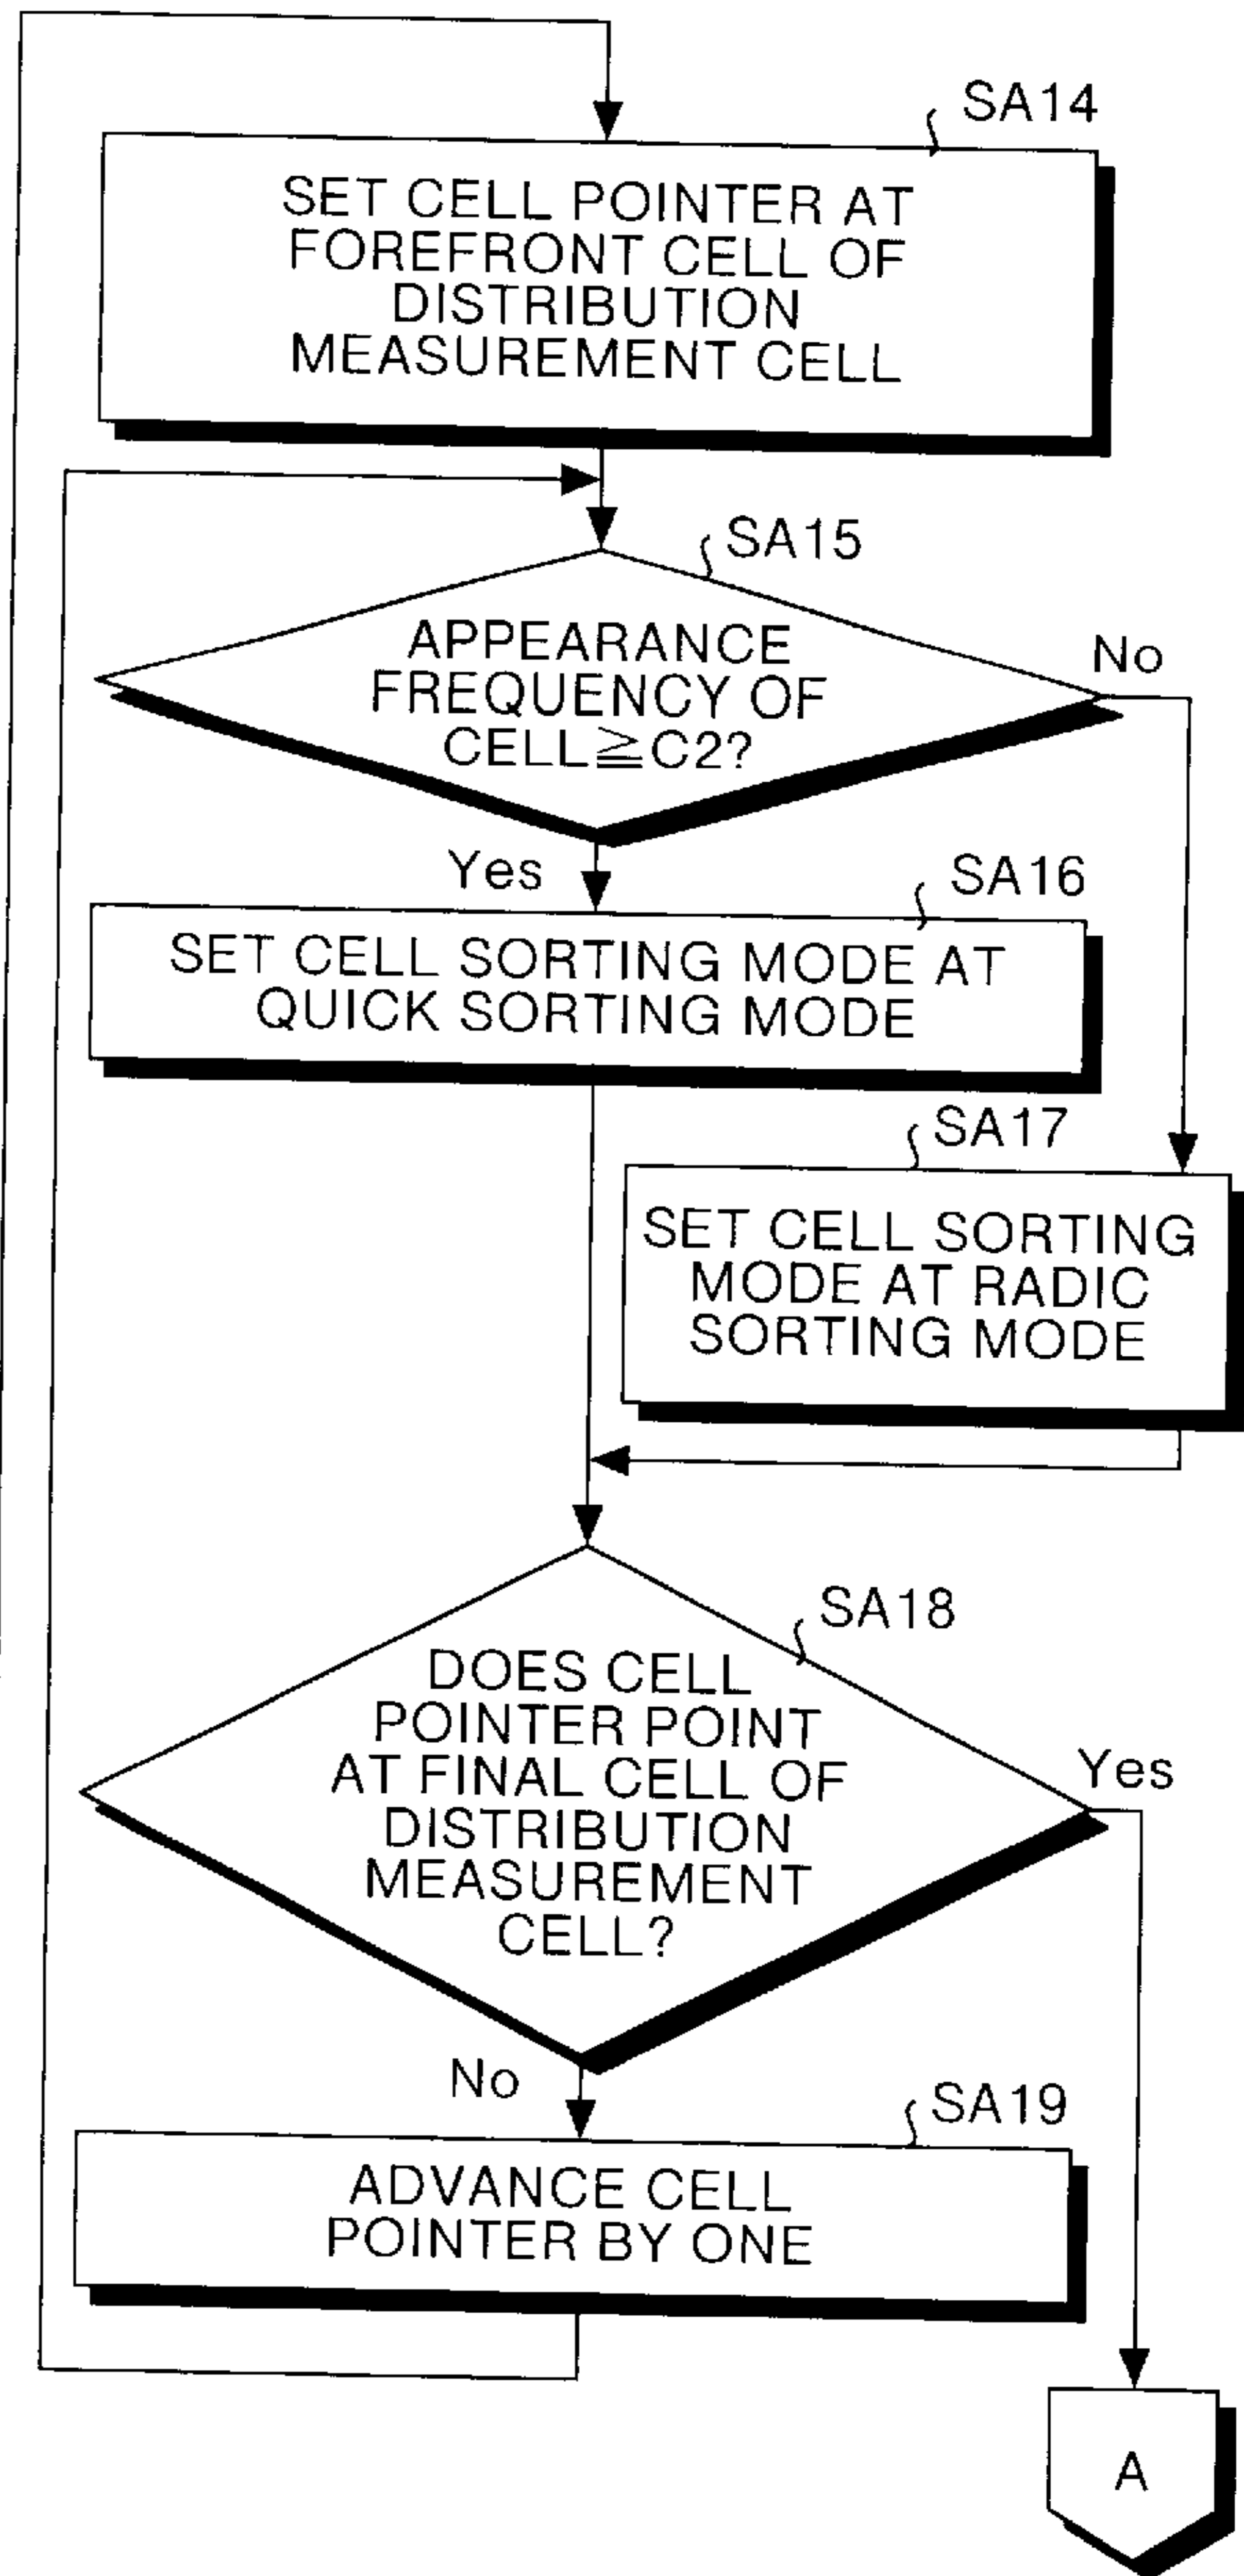 SA14
SET CELL POINTER AT
FOREFRONT CELL OF
DISTRIBUTION
MEASUREMENT CELL
SA15
APPEARANCE
FREQUENCY OF
CELL≧C2?
No
Yes
SA16
SET CELL SORTING MODE AT
QUICK SORTING MODE
SA17
SET CELL SORTING
MODE AT RADIC
SORTING MODE
SA18
DOES CELL
POINTER POINT
AT FINAL CELL OF
DISTRIBUTION
MEASUREMENT
CELL?
Yes
No
SA19
ADVANCE CELL
POINTER BY ONE
A